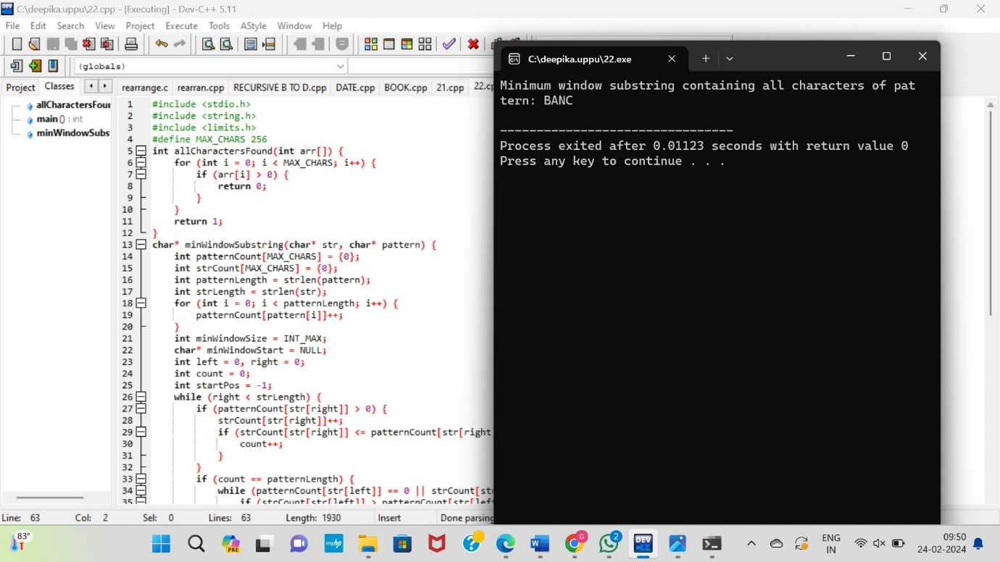 C:\deepika.uppu\22.cpp - [Executing] - Dev-C++ 5.11
File Edit Search View Project Execute Tools AStyle Window Help
(globals)
Project Classes
rearrange.c rearran.cpp RECURSIVE B TO D.cpp DATE.cpp BOOK.cpp 21.cpp 22.cp
allCharactersFour
main () : int
minWindowSubs
1 #include <stdio.h>
2 #include <string.h>
3 #include <limits.h>
4 #define MAX_CHARS 256
5 int allCharactersFound(int arr[]) {
6 for (int i = 0; i < MAX_CHARS; i++) {
7 if (arr[i] > 0) {
8 return 0;
9 }
10 }
11 return 1;
12 }
13 char* minWindowSubstring(char* str, char* pattern) {
14 int patternCount[MAX_CHARS] = {0};
15 int strCount[MAX_CHARS] = {0};
16 int patternLength = strlen(pattern);
17 int strLength = strlen(str);
18 for (int i = 0; i < patternLength; i++) {
19 patternCount[pattern[i]]++;
20 }
21 int minWindowSize = INT_MAX;
22 char* minWindowStart = NULL;
23 int left = 0, right = 0;
24 int count = 0;
25 int startPos = -1;
26 while (right < strLength) {
27 if (patternCount[str[right]] > 0) {
28 strCount[str[right]]++;
29 if (strCount[str[right]] <= patternCount[str[right]
30 count++;
31 }
32 }
33 if (count == patternLength) {
34 while (patternCount[str[left]] == 0 || strCount[st
35 if (strCount[str[left]] > patternCount[str[left
C:\deepika.uppu\22.exe
Minimum window substring containing all characters of pat
tern: BANC
--------------------------------
Process exited after 0.01123 seconds with return value 0
Press any key to continue . . .
Line: 63 Col: 2 Sel: 0 Lines: 63 Length: 1930 Insert Done parsing
83°
PRE
myhp
G
2
DEV
C++
ENG
IN
09:50
24-02-2024